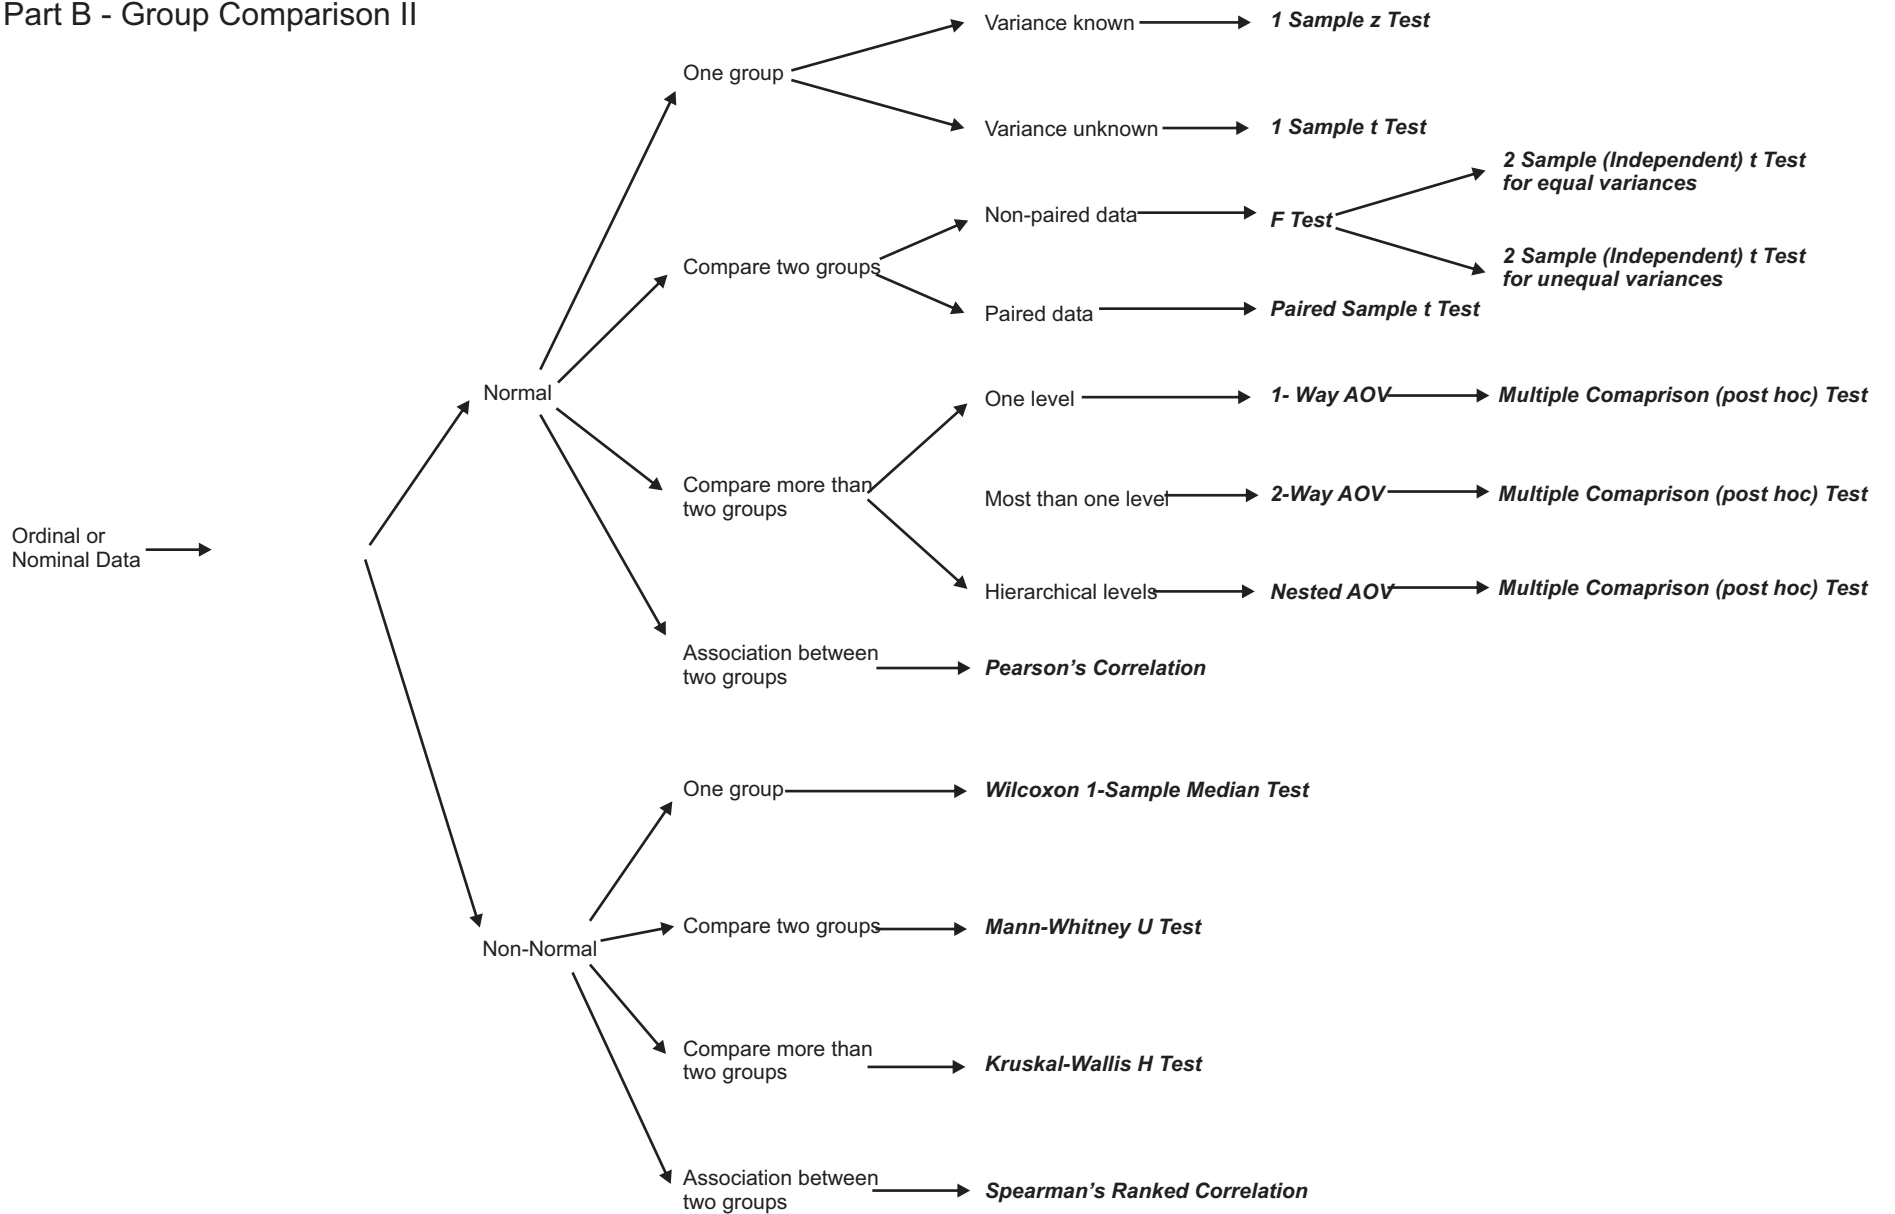 Part B - Group Comparison II
Variance known
1 Sample z Test
One group
Variance unknown
1 Sample t Test
2 Sample (Independent) t Test
for equal variances
Non-paired data
F Test
2 Sample (Independent) t Test
for unequal variances
Compare two groups
Paired data
Paired Sample t Test
Normal
One level
1- Way AOV
Multiple Comaprison (post hoc) Test
Compare more than
two groups
Most than one level
2-Way AOV
Multiple Comaprison (post hoc) Test
Ordinal or
Nominal Data
Hierarchical levels
Nested AOV
Multiple Comaprison (post hoc) Test
Association between
two groups
Pearson’s Correlation
One group
Wilcoxon 1-Sample Median Test
Compare two groups
Mann-Whitney U Test
Non-Normal
Compare more than
two groups
Kruskal-Wallis H Test
Association between
two groups
Spearman’s Ranked Correlation